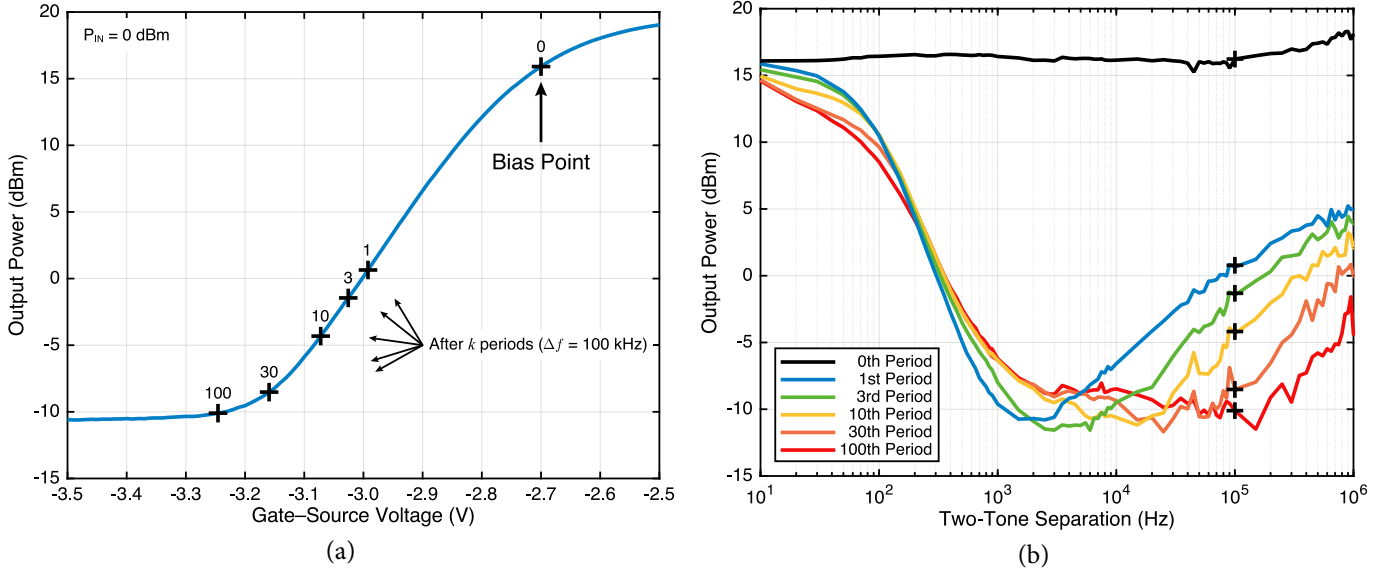 20
15
10
5
0
-5
-10
-15
Output Power (dBm)
P_IN = 0 dBm
0
Bias Point
1
3
10
30
100
After k periods (Δf = 100 kHz)
-3.5 -3.4 -3.3 -3.2 -3.1 -3.0 -2.9 -2.8 -2.7 -2.6 -2.5
Gate–Source Voltage (V)
(a)
20
15
10
5
0
-5
-10
-15
Output Power (dBm)
0th Period
1st Period
3rd Period
10th Period
30th Period
100th Period
10^1 10^2 10^3 10^4 10^5 10^6
Two-Tone Separation (Hz)
(b)